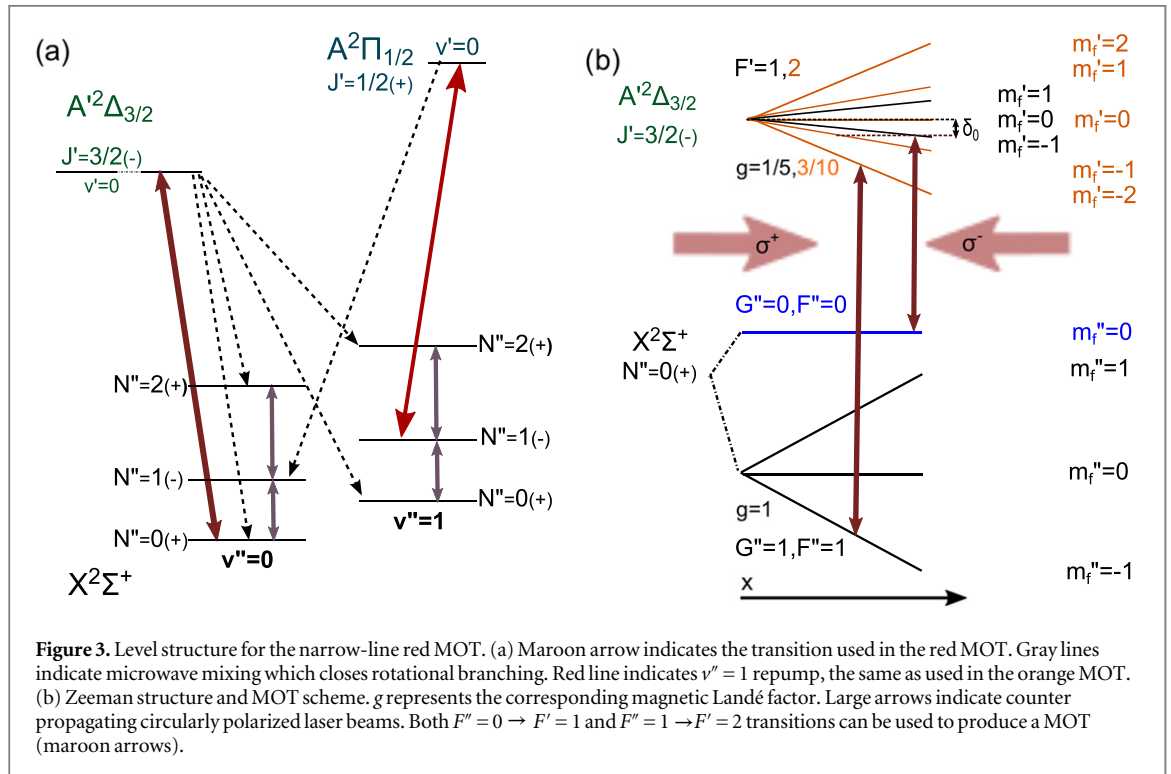 (a)
A²Π₁/₂ v'=0
J'=1/2(+)
A'²Δ₃/₂
J'=3/2(-)
v'=0
N"=2(+)
N"=2(+)
N"=1(-)
N"=1(-)
N"=0(+)
v"=1
N"=0(+)
v"=0
X²Σ⁺
(b)
F'=1,2
A'²Δ₃/₂
J'=3/2(-)
g=1/5,3/10
m_f'=2
m_f'=1
m_f'=1
m_f'=0 m_f'=0
m_f'=-1
δ₀
m_f'=-1
m_f'=-2
σ⁺
σ⁻
G"=0,F"=0
m_f"=0
X²Σ⁺
N"=0(+)
m_f"=1
m_f"=0
g=1
G"=1,F"=1
m_f"=-1
x
Figure 3. Level structure for the narrow-line red MOT. (a) Maroon arrow indicates the transition used in the red MOT. Gray lines
indicate microwave mixing which closes rotational branching. Red line indicates v″ = 1 repump, the same as used in the orange MOT.
(b) Zeeman structure and MOT scheme. g represents the corresponding magnetic Landé factor. Large arrows indicate counter
propagating circularly polarized laser beams. Both F″ = 0 → F′ = 1 and F″ = 1 → F′ = 2 transitions can be used to produce a MOT
(maroon arrows).